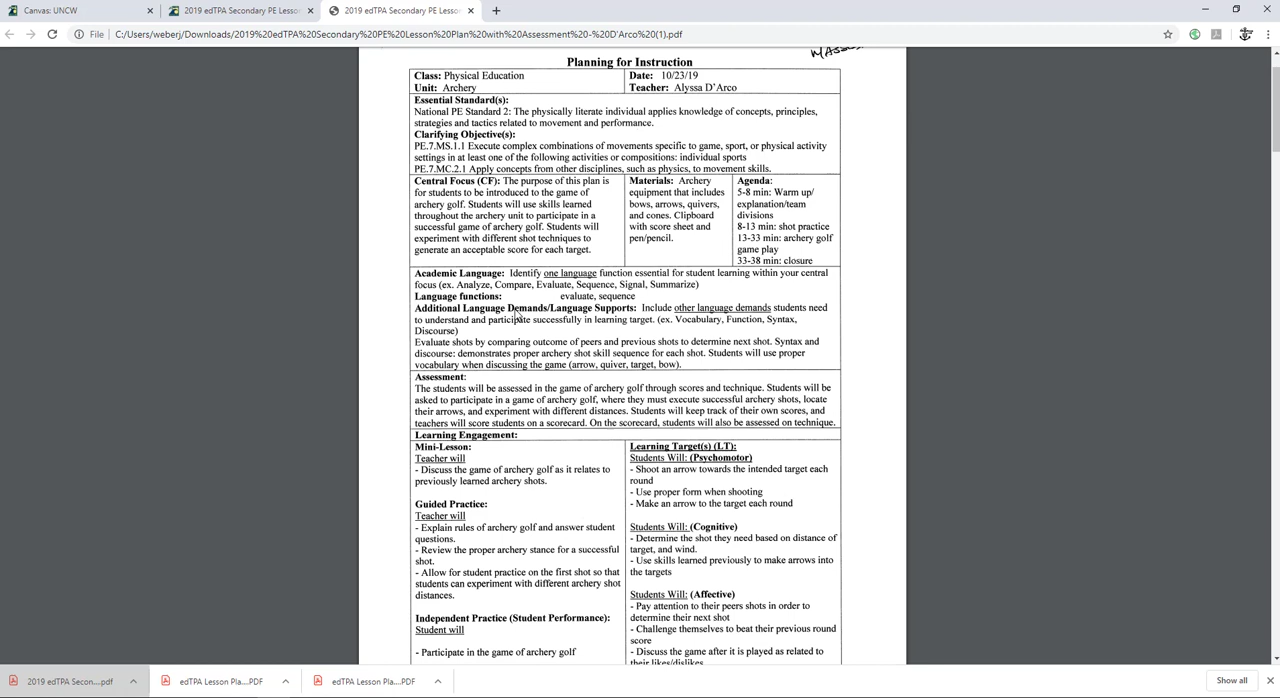 Canvas: UNCW
2019 edTPA Secondary PE Lesso
2019 edTPA Secondary PE Lesson
File
C:/Users/weberj/Downloads/2019%20edTPA%20Secondary%20PE%20Lesson%20Plan%20with%20Assessment%20-%20D'Arco%20(1).pdf
Planning for Instruction
Class: Physical Education
Unit: Archery
Date: 10/23/19
Teacher: Alyssa D'Arco
Essential Standard(s):
National PE Standard 2: The physically literate individual applies knowledge of concepts, principles,
strategies and tactics related to movement and performance.
Clarifying Objective(s):
PE.7.MS.1.1 Execute complex combinations of movements specific to game, sport, or physical activity
settings in at least one of the following activities or compositions: individual sports
PE.7.MC.2.1 Apply concepts from other disciplines, such as physics, to movement skills.
Central Focus (CF): The purpose of this plan is
for students to be introduced to the game of
archery golf. Students will use skills learned
throughout the archery unit to participate in a
successful game of archery golf. Students will
experiment with different shot techniques to
generate an acceptable score for each target.
Materials: Archery
equipment that includes
bows, arrows, quivers,
and cones. Clipboard
with score sheet and
pen/pencil.
Agenda:
5-8 min: Warm up/
explanation/team
divisions
8-13 min: shot practice
13-33 min: archery golf
game play
33-38 min: closure
Academic Language: Identify one language function essential for student learning within your central
focus (ex. Analyze, Compare, Evaluate, Sequence, Signal, Summarize)
Language functions: evaluate, sequence
Additional Language Demands/Language Supports: Include other language demands students need
to understand and participate successfully in learning target. (ex. Vocabulary, Function, Syntax,
Discourse)
Evaluate shots by comparing outcome of peers and previous shots to determine next shot. Syntax and
discourse: demonstrates proper archery shot skill sequence for each shot. Students will use proper
vocabulary when discussing the game (arrow, quiver, target, bow).
Assessment:
The students will be assessed in the game of archery golf through scores and technique. Students will be
asked to participate in a game of archery golf, where they must execute successful archery shots, locate
their arrows, and experiment with different distances. Students will keep track of their own scores, and
teachers will score students on a scorecard. On the scorecard, students will also be assessed on technique.
Learning Engagement:
Mini-Lesson:
Teacher will
- Discuss the game of archery golf as it relates to
previously learned archery shots.
Guided Practice:
Teacher will
- Explain rules of archery golf and answer student
questions.
- Review the proper archery stance for a successful
shot.
- Allow for student practice on the first shot so that
students can experiment with different archery shot
distances.
Independent Practice (Student Performance):
Student will
- Participate in the game of archery golf
Learning Target(s) (LT):
Students Will: (Psychomotor)
- Shoot an arrow towards the intended target each
round
- Use proper form when shooting
- Make an arrow to the target each round
Students Will: (Cognitive)
- Determine the shot they need based on distance of
target, and wind.
- Use skills learned previously to make arrows into
the targets
Students Will: (Affective)
- Pay attention to their peers shots in order to
determine their next shot
- Challenge themselves to beat their previous round
score
- Discuss the game after it is played as related to
their likes/dislikes
2019 edTPA Secon....pdf
edTPA Lesson Pla....PDF
edTPA Lesson Pla....PDF
Show all